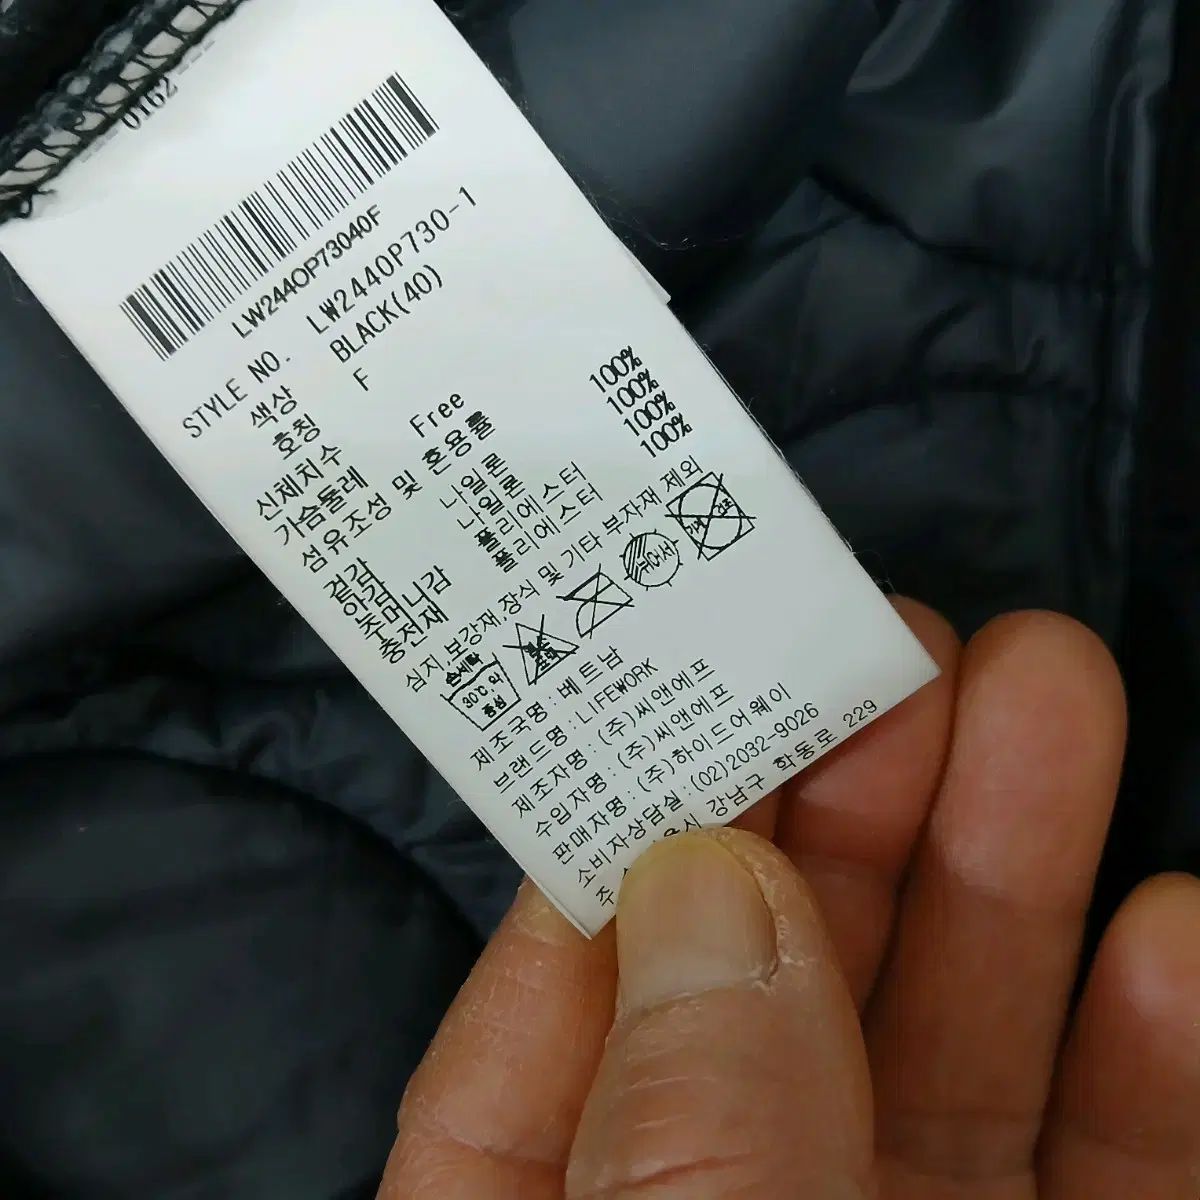 0162
LW244OP73040F
STYLE NO. LW244OP730-1
색상 BLACK(40)
호칭 F
신체치수
가슴둘레 Free
섬유조성 및 혼용률
겉감 나일론 100%
안감 나일론 100%
주머니감 폴리에스터 100%
충전재 폴리에스터 100%
심지 보강재,장식 및 기타 부자재 제외
손세탁
30℃ 약
중성
제조국명 : 베트남
브랜드명 : LIFEWORK
제조자명 : (주)씨앤에프
수입자명 : (주)씨앤에프
판매자명 : (주)하이드어웨이
소비자상담실 : (02)2032-9026
시 강남구 학동로 229